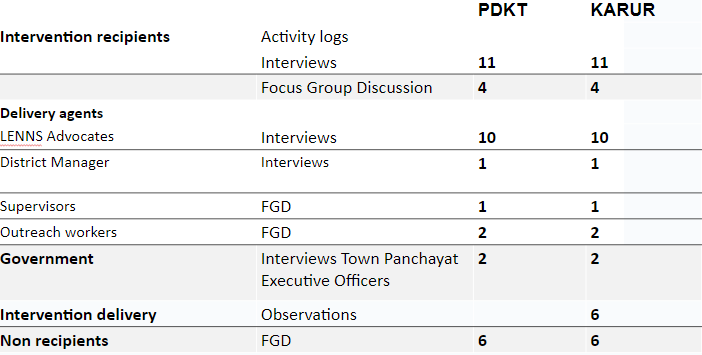 PDKT KARUR
Intervention recipients Activity logs
Interviews 11 11
Focus Group Discussion 4 4
Delivery agents
LENNS Advocates Interviews 10 10
District Manager Interviews 1 1
Supervisors FGD 1 1
Outreach workers FGD 2 2
Government Interviews Town Panchayat 2 2
Executive Officers
Intervention delivery Observations 6
Non recipients FGD 6 6